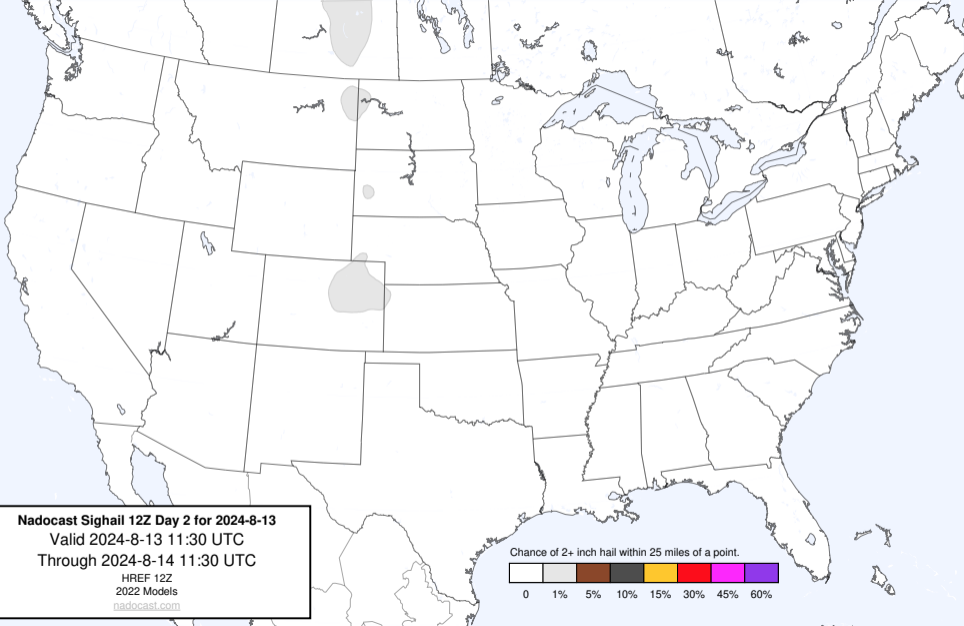 Nadocast Sighail 12Z Day 2 for 2024-8-13
Valid 2024-8-13 11:30 UTC
Through 2024-8-14 11:30 UTC
HREF 12Z
2022 Models
nadocast.com
Chance of 2+ inch hail within 25 miles of a point.
0 1% 5% 10% 15% 30% 45% 60%